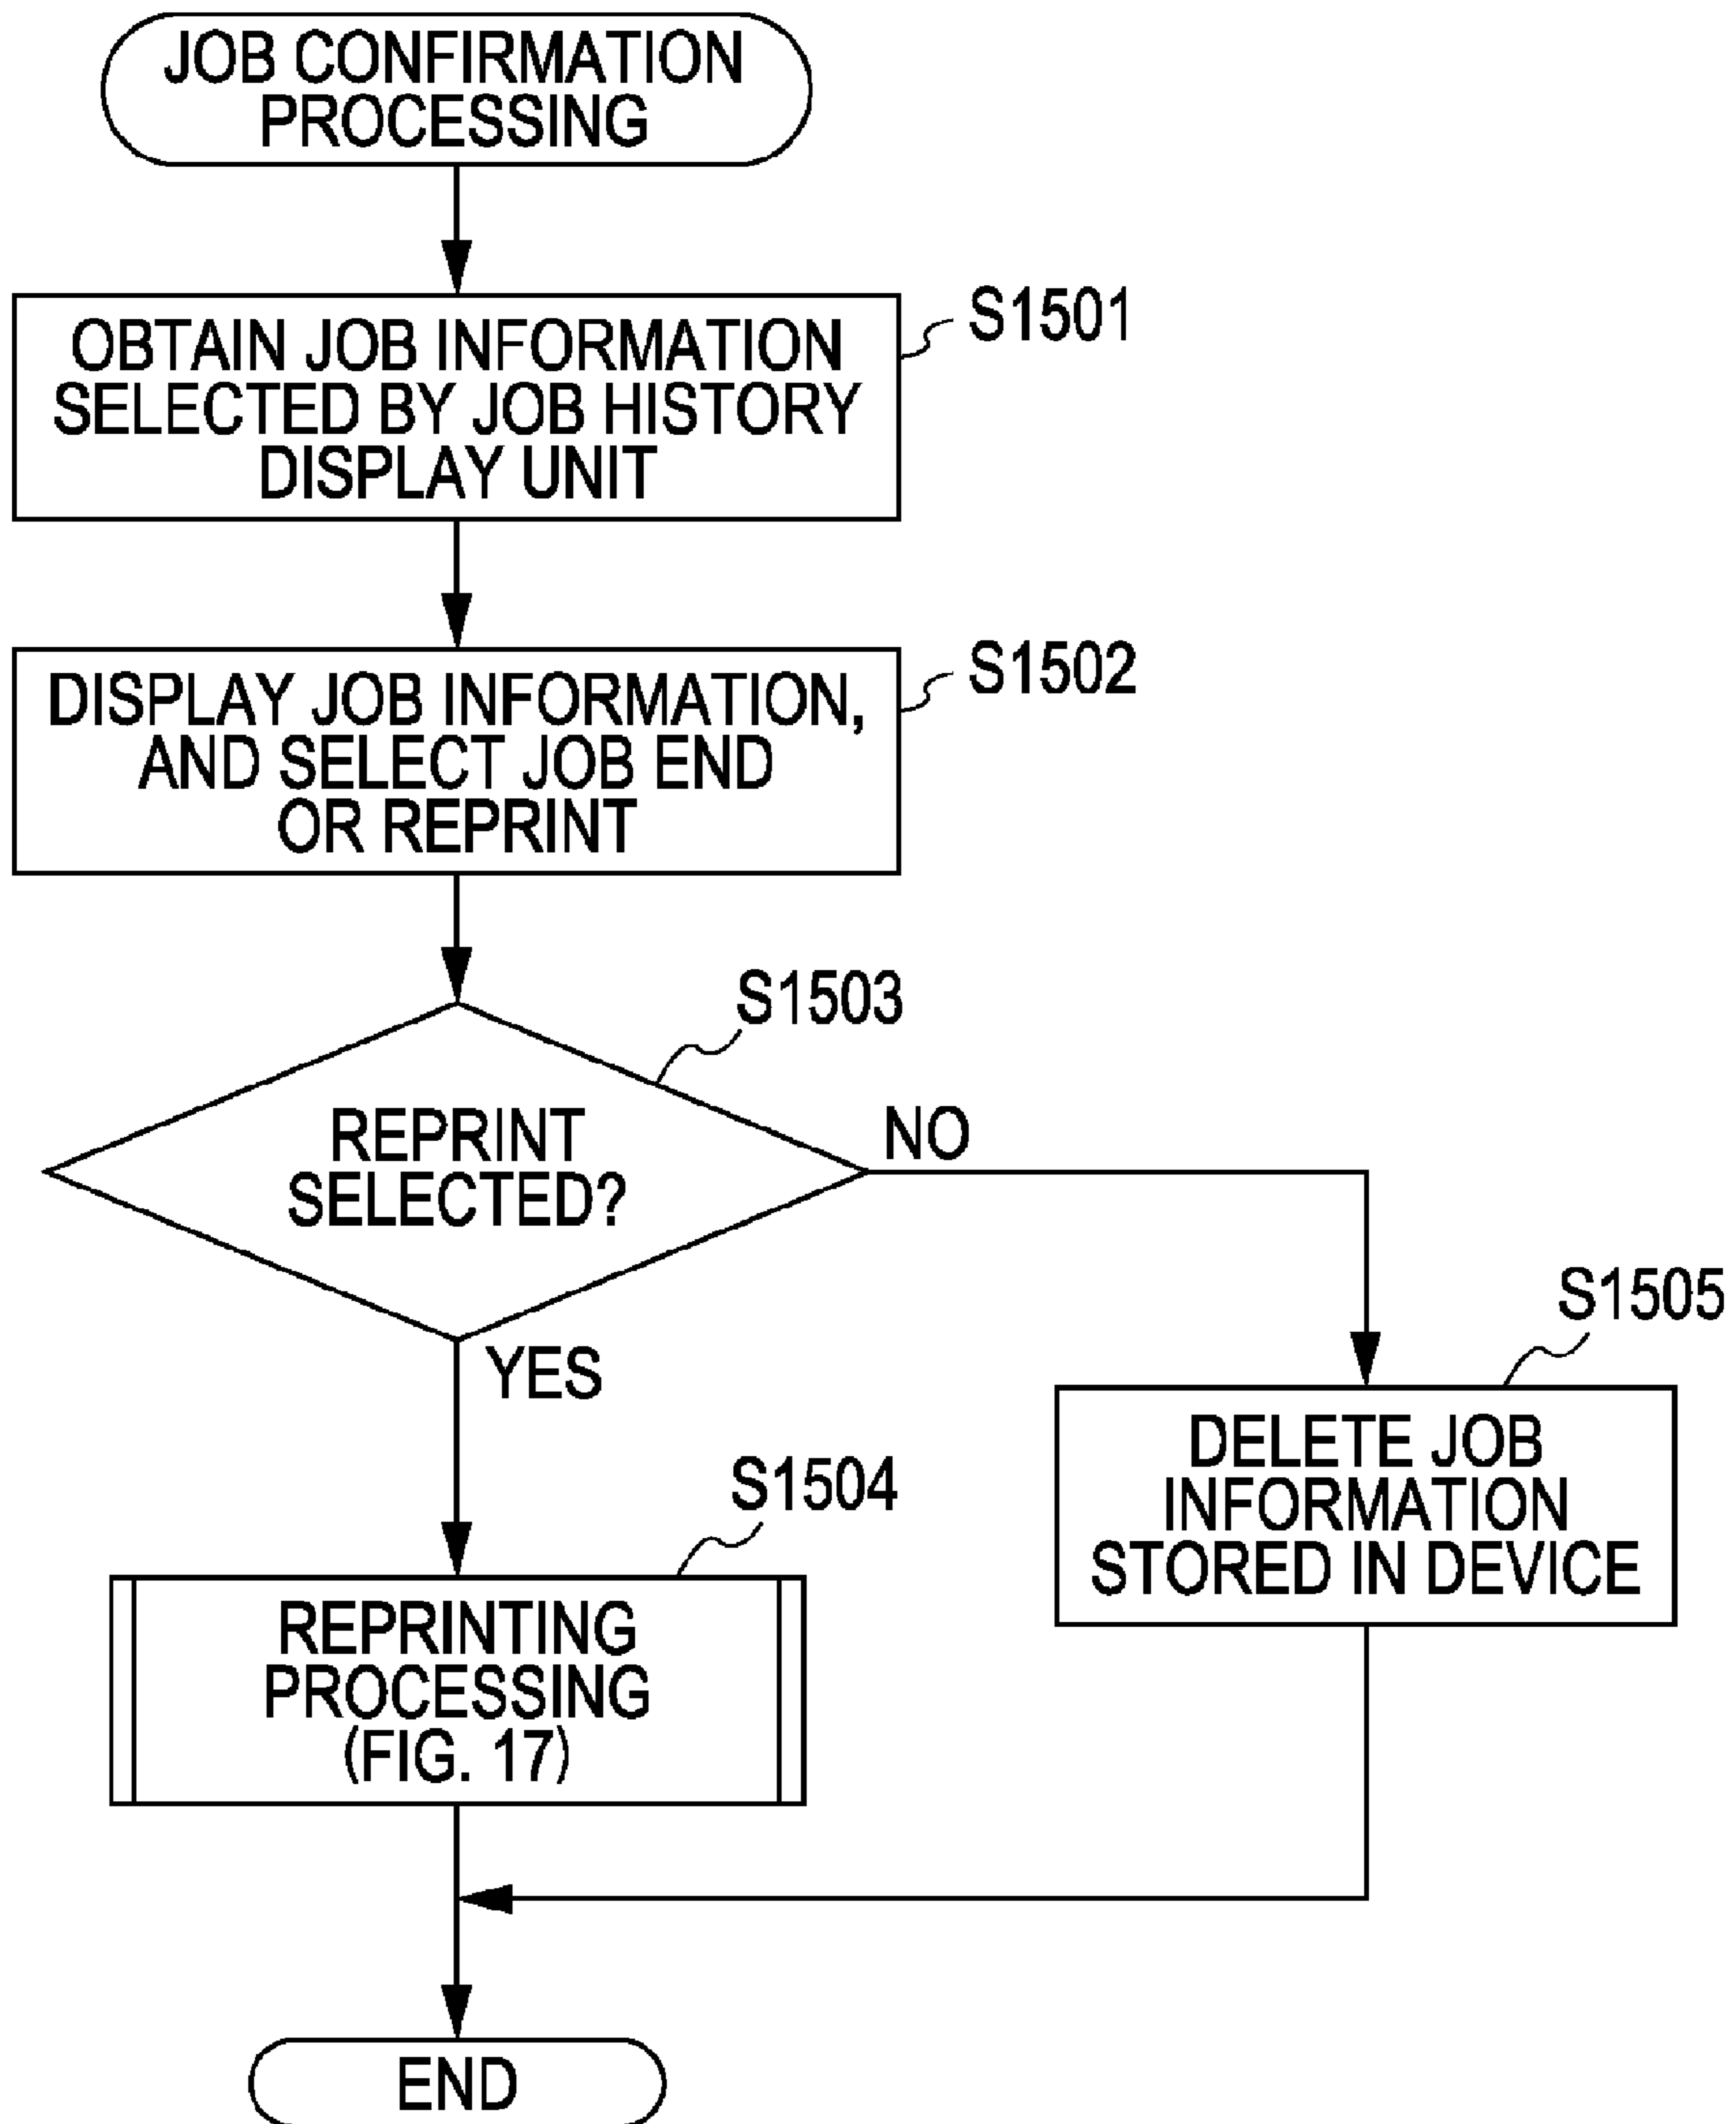 JOB CONFIRMATION
PROCESSING
OBTAIN JOB INFORMATION
SELECTED BY JOB HISTORY
DISPLAY UNIT
S1501
DISPLAY JOB INFORMATION,
AND SELECT JOB END
OR REPRINT
S1502
S1503
REPRINT
SELECTED?
NO
YES
S1505
DELETE JOB
INFORMATION
STORED IN DEVICE
S1504
REPRINTING
PROCESSING
(FIG. 17)
END